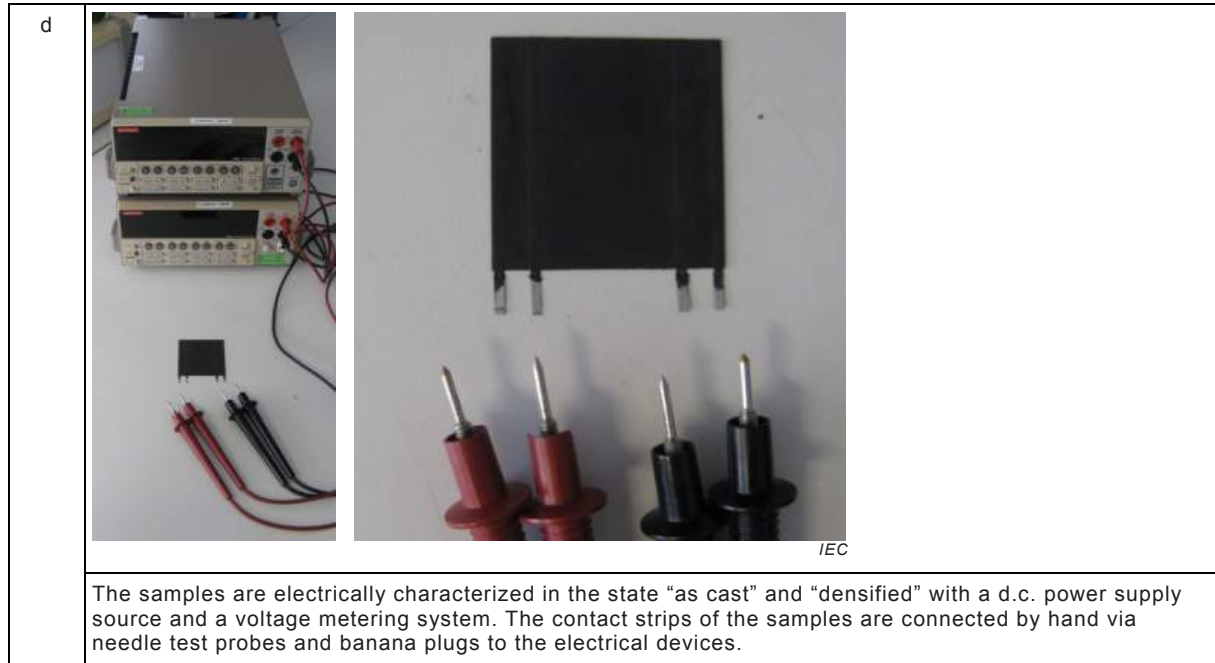 d
IEC
The samples are electrically characterized in the state “as cast” and “densified” with a d.c. power supply
source and a voltage metering system. The contact strips of the samples are connected by hand via
needle test probes and banana plugs to the electrical devices.